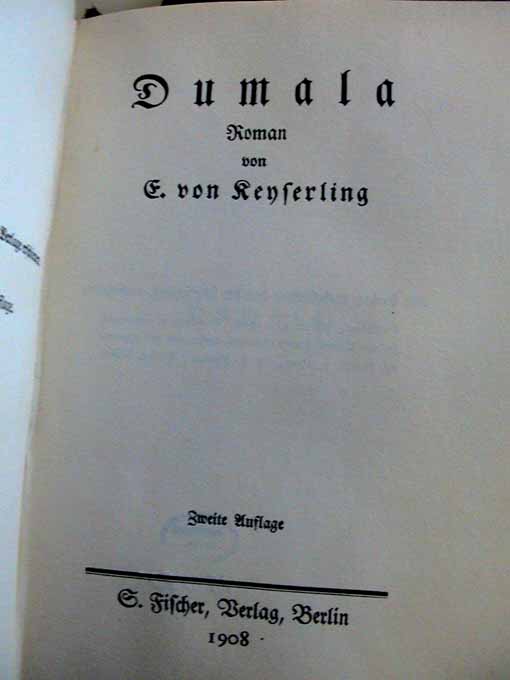 Dumala
Roman
von
E. von Keyserling
Zweite Auflage
S. Fischer, Verlag, Berlin
1908